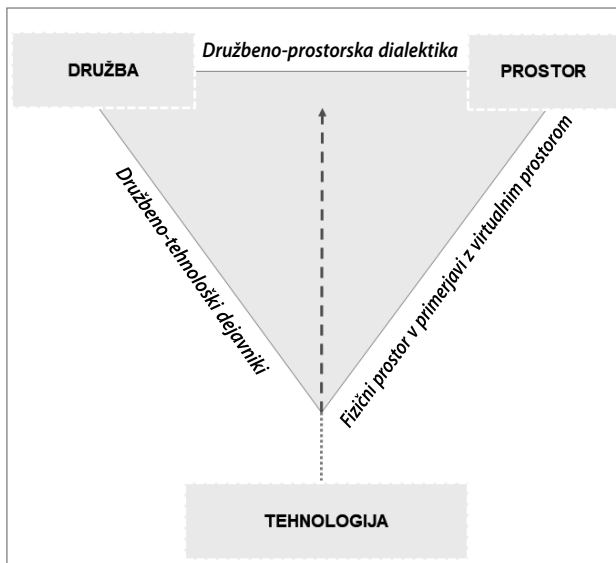 Družbeno-prostorska dialektika
DRUŽBA
PROSTOR
Družbeno-tehnološki dejavniki
Fizični prostor v primerjavi z virtualnim prostorom
TEHNOLOGIJA